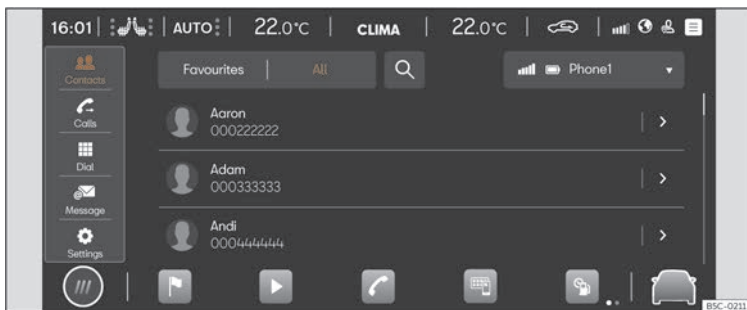 16:01 AUTO 22.0°C CLIMA 22.0°C
Favourites All Phone1
Contacts
Calls
Dial
Message
Settings
Aaron
000222222
Adam
000333333
Andi
000444444
BSC-0211